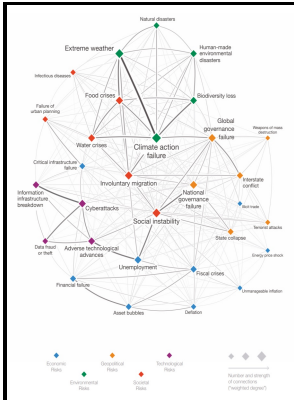 Natural disasters
Extreme weather
Human-made
environmental
disasters
Infectious diseases
Food crises
Biodiversity loss
Failure of
urban planning
Global
governance
failure
Weapons of mass
destruction
Water crises
Climate action
failure
Critical infrastructure
failure
Involuntary migration
Interstate
conflict
Information
infrastructure
breakdown
National
governance
failure
Cyberattacks
Illicit trade
Social instability
Terrorist attacks
State collapse
Data fraud
or theft
Adverse technological
advances
Energy price shock
Unemployment
Fiscal crises
Financial failure
Unmanageable inflation
Asset bubbles
Deflation
Economic
Risks
Geopolitical
Risks
Technological
Risks
Environmental
Risks
Societal
Risks
Number and strength
of connections
("weighted degree")